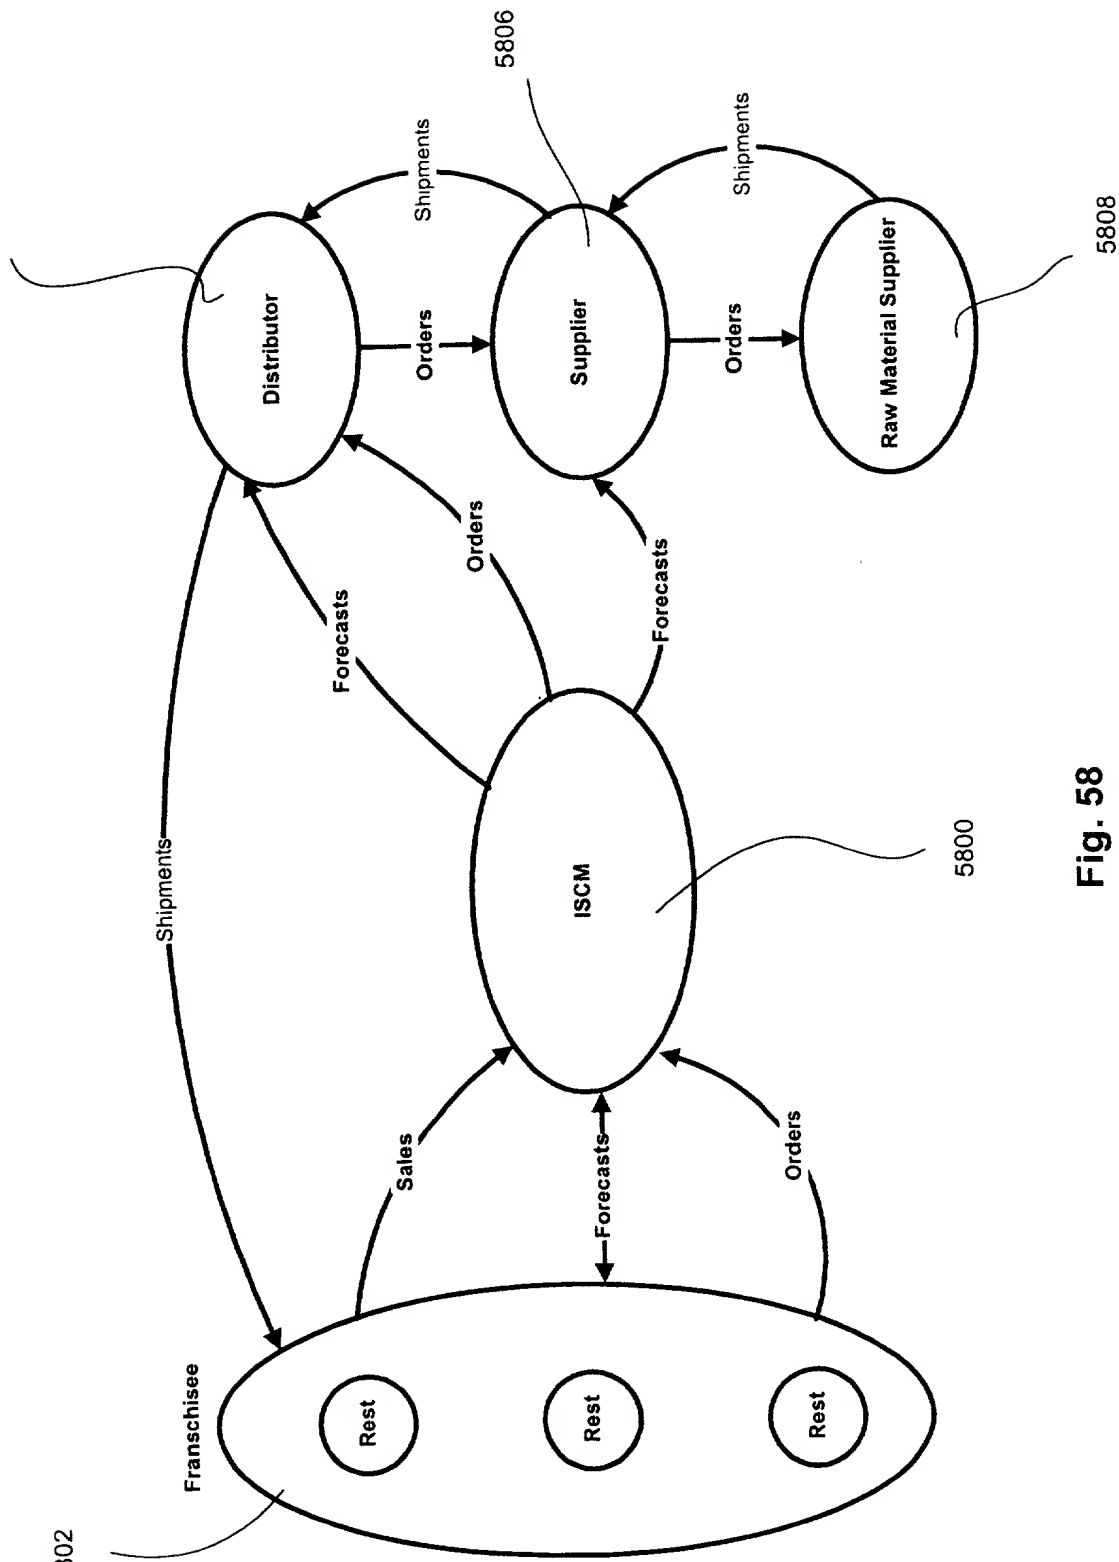 Shipments
Franschisee
Forecasts
Distributor
Shipments
5806
Sales
Orders
Orders
Rest
Rest
Rest
Forecasts
ISCM
Forecasts
Supplier
Orders
Orders
Shipments
Raw Material Supplier
302
5800
5808
Fig. 58